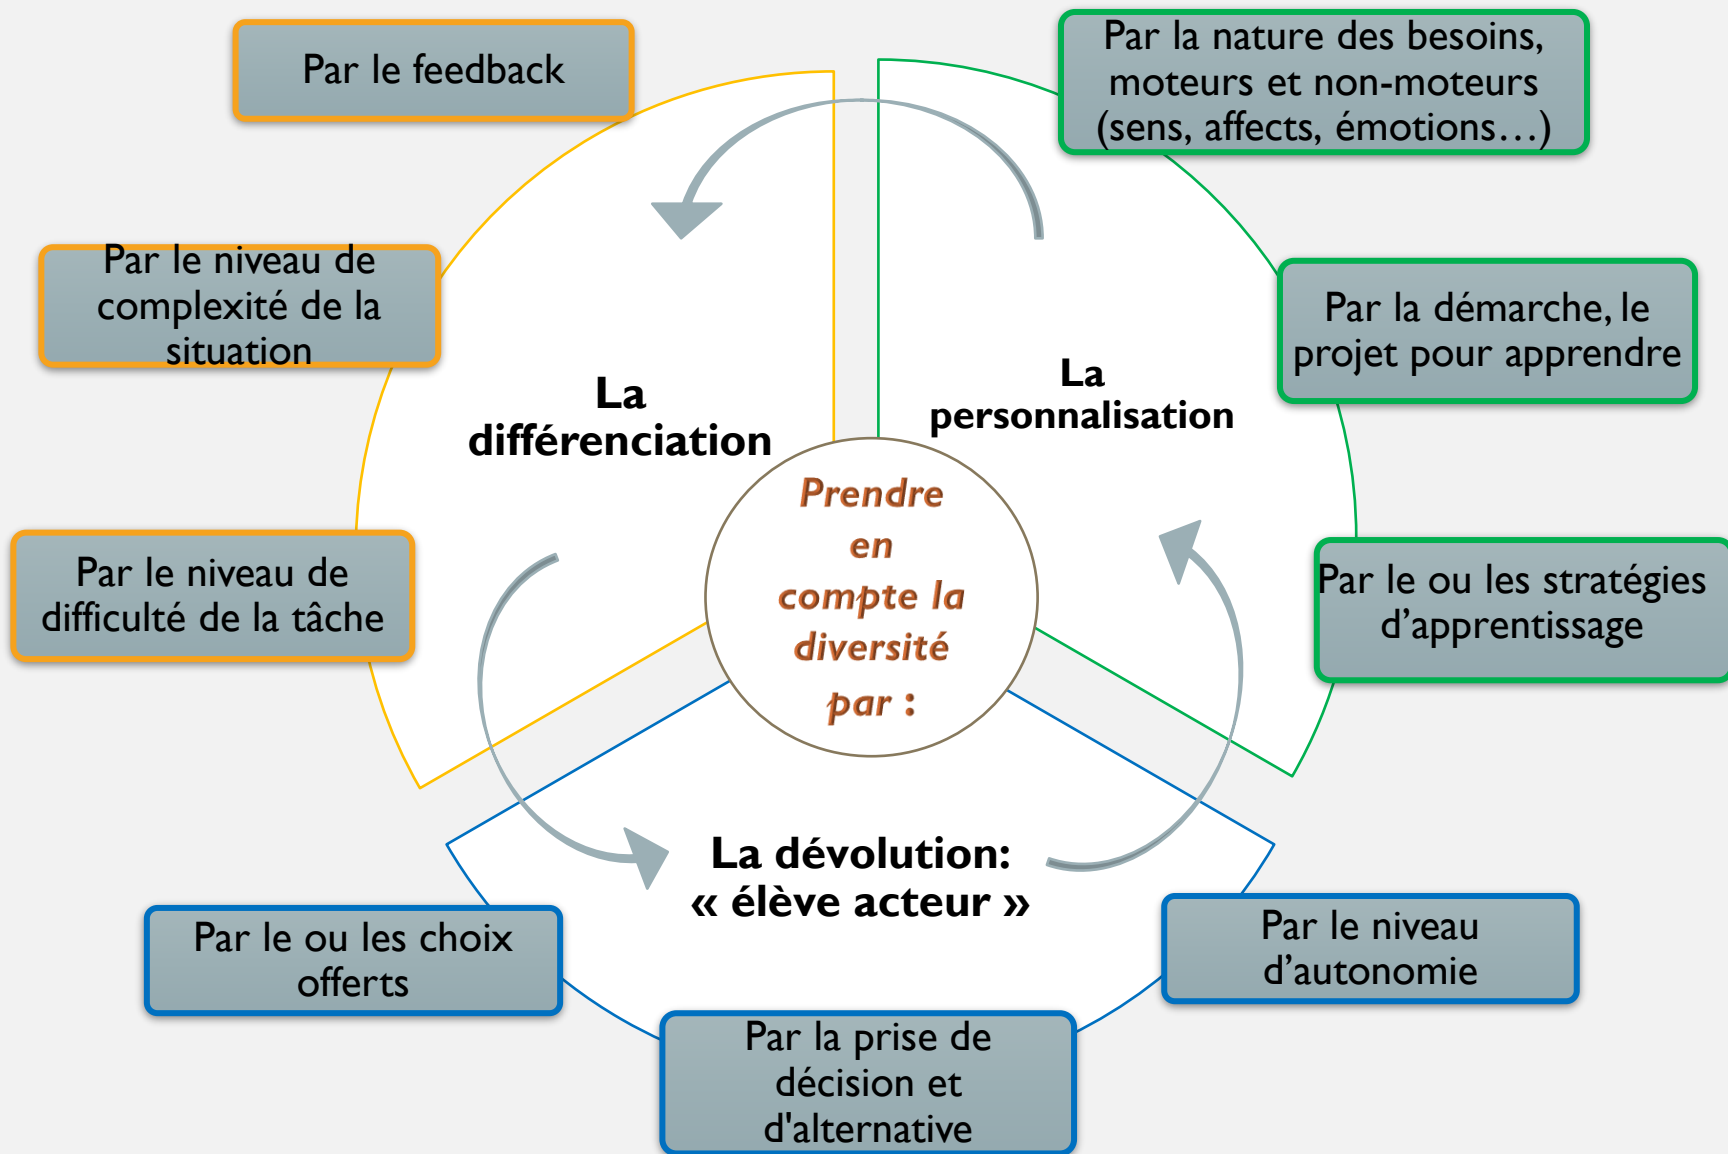 Par le feedback
Par la nature des besoins,
moteurs et non-moteurs
(sens, affects, émotions…)
Par le niveau de
complexité de la
situation
Par la démarche, le
projet pour apprendre
La
différenciation
La
personnalisation
Prendre
en
compte la
diversité
par :
Par le niveau de
difficulté de la tâche
Par le ou les stratégies
d’apprentissage
La dévolution:
« élève acteur »
Par le ou les choix
offerts
Par le niveau
d’autonomie
Par la prise de
décision et
d'alternative